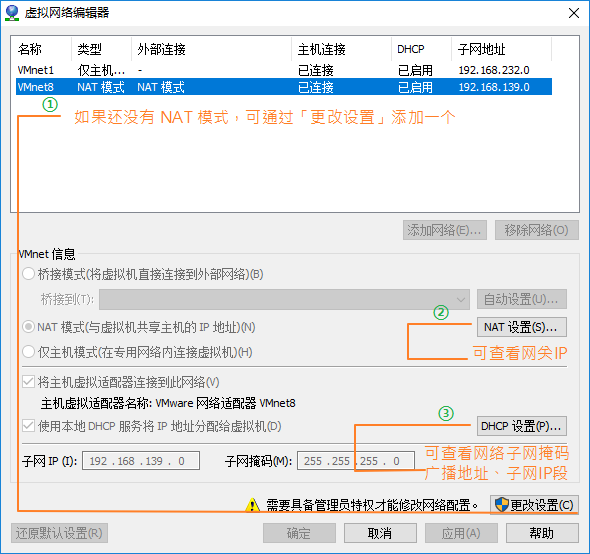 虚拟网络编辑器
名称 类型 外部连接 主机连接 DHCP 子网地址
VMnet1 仅主机... - 已连接 已启用 192.168.232.0
VMnet8 NAT 模式 NAT 模式 已连接 已启用 192.168.139.0
① 如果还没有 NAT 模式，可通过「更改设置」添加一个
添加网络(E)... 移除网络(O)
VMnet 信息
桥接模式(将虚拟机直接连接到外部网络)(B)
桥接到(T): 自动设置(U)...
②
NAT 模式(与虚拟机共享主机的 IP 地址)(N) NAT 设置(S)...
仅主机模式(在专用网络内连接虚拟机)(H) 可查看网关IP
将主机虚拟适配器连接到此网络(V)
主机虚拟适配器名称: VMware 网络适配器 VMnet8
③
使用本地 DHCP 服务将 IP 地址分配给虚拟机(D) DHCP 设置(P)...
可查看网络子网掩码
广播地址、子网IP段
子网 IP (I): 192 .168 .139 . 0 子网掩码(M): 255 .255 .255 . 0
需要具备管理员特权才能修改网络配置。 更改设置(C)
还原默认设置(R) 确定 取消 应用(A) 帮助